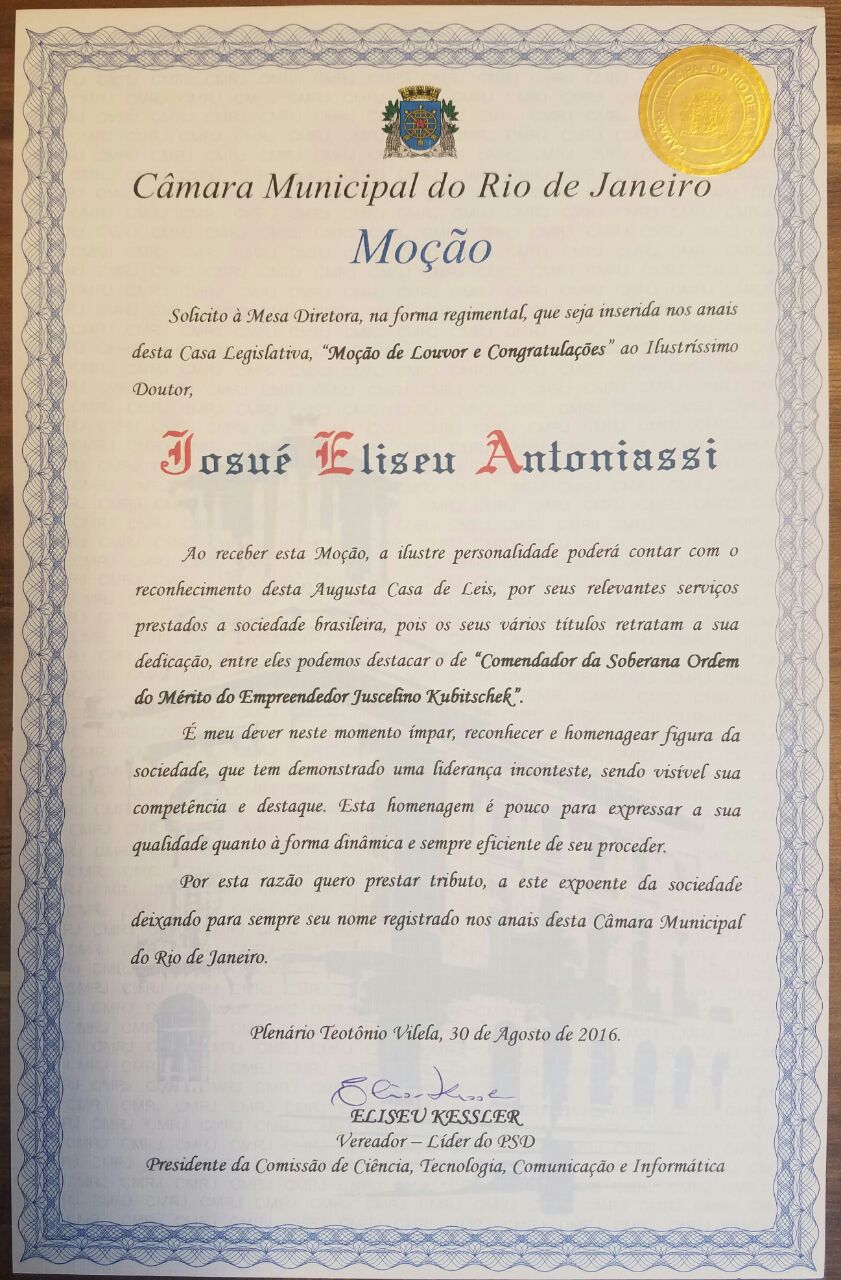 CÂMARA MUNICIPAL DO RIO DE JANEIRO
Câmara Municipal do Rio de Janeiro
Moção
Solicito à Mesa Diretora, na forma regimental, que seja inserida nos anais
desta Casa Legislativa, “Moção de Louvor e Congratulações” ao Ilustríssimo
Doutor,
Josué Eliseu Antoniassi
Ao receber esta Moção, a ilustre personalidade poderá contar com o
reconhecimento desta Augusta Casa de Leis, por seus relevantes serviços
prestados a sociedade brasileira, pois os seus vários títulos retratam a sua
dedicação, entre eles podemos destacar o de “Comendador da Soberana Ordem
do Mérito do Empreendedor Juscelino Kubitschek”.
É meu dever neste momento ímpar, reconhecer e homenagear figura da
sociedade, que tem demonstrado uma liderança inconteste, sendo visível sua
competência e destaque. Esta homenagem é pouco para expressar a sua
qualidade quanto à forma dinâmica e sempre eficiente de seu proceder.
Por esta razão quero prestar tributo, a este expoente da sociedade
deixando para sempre seu nome registrado nos anais desta Câmara Municipal
do Rio de Janeiro.
Plenário Teotônio Vilela, 30 de Agosto de 2016.
ELISEU KESSLER
Vereador – Líder do PSD
Presidente da Comissão de Ciência, Tecnologia, Comunicação e Informática